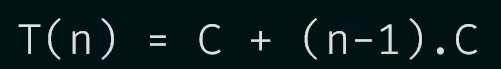 T(n) = C + (n-1).C